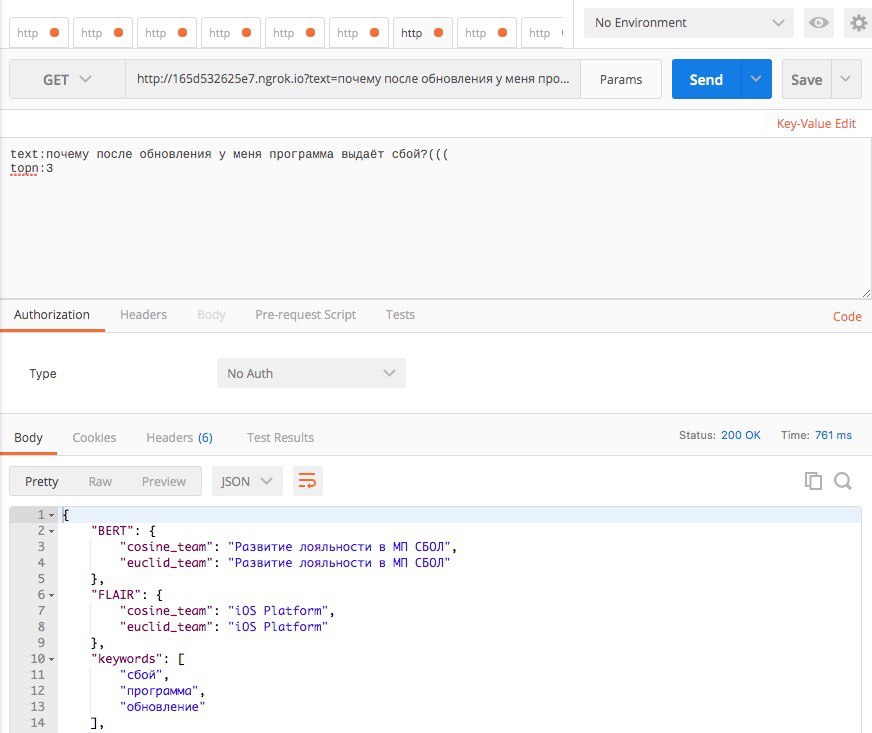 http http http http http http http http http
No Environment
GET http://165d532625e7.ngrok.io?text=почему после обновления у меня про... Params Send Save
Key-Value Edit
text:почему после обновления у меня программа выдаёт сбой?(((
topn:3
Authorization Headers Body Pre-request Script Tests Code
Type No Auth
Body Cookies Headers (6) Test Results Status: 200 OK Time: 761 ms
Pretty Raw Preview JSON
1 {
2 "BERT": {
3 "cosine_team": "Развитие лояльности в МП СБОЛ",
4 "euclid_team": "Развитие лояльности в МП СБОЛ"
5 },
6 "FLAIR": {
7 "cosine_team": "iOS Platform",
8 "euclid_team": "iOS Platform"
9 },
10 "keywords": [
11 "сбой",
12 "программа",
13 "обновление"
14 ],